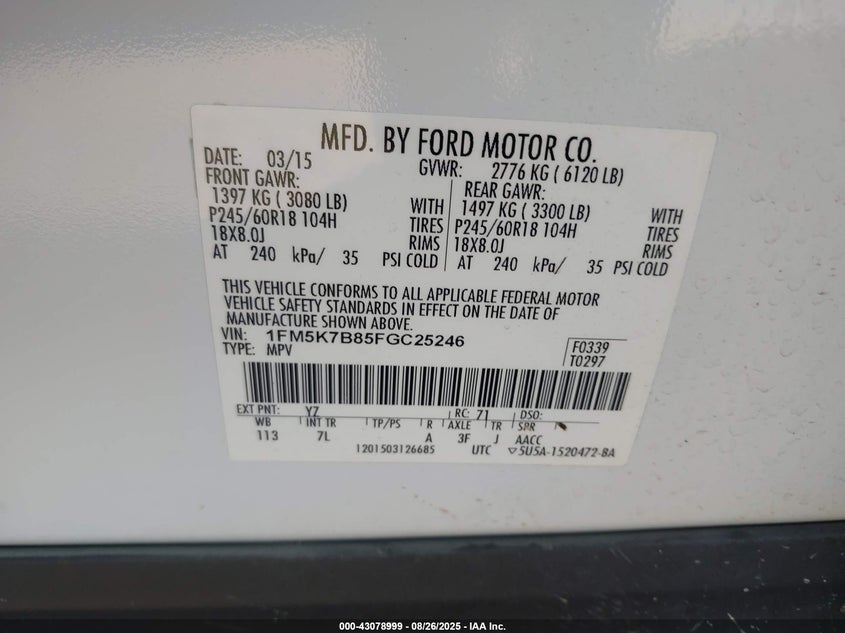 MFD. BY FORD MOTOR CO.
DATE: 03/15 GVWR: 2776 KG ( 6120 LB)
FRONT GAWR: REAR GAWR:
1397 KG ( 3080 LB) WITH 1497 KG ( 3300 LB) WITH
P245/60R18 104H TIRES P245/60R18 104H TIRES
18X8.0J RIMS 18X8.0J RIMS
AT 240 kPa/ 35 PSI COLD AT 240 kPa/ 35 PSI COLD
THIS VEHICLE CONFORMS TO ALL APPLICABLE FEDERAL MOTOR
VEHICLE SAFETY STANDARDS IN EFFECT ON THE DATE OF
MANUFACTURE SHOWN ABOVE.
VIN: 1FM5K7B85FGC25246 F0339
TYPE: MPV T0297
EXT PNT: YZ RC: 71 DSO:
WB INT TR TP/PS R AXLE TR SPR
113 7L A 3F J AACC
1201503126685 UTC ▽5U5A-1520472-BA
000-43078999 - 08/26/2025 - IAA Inc.